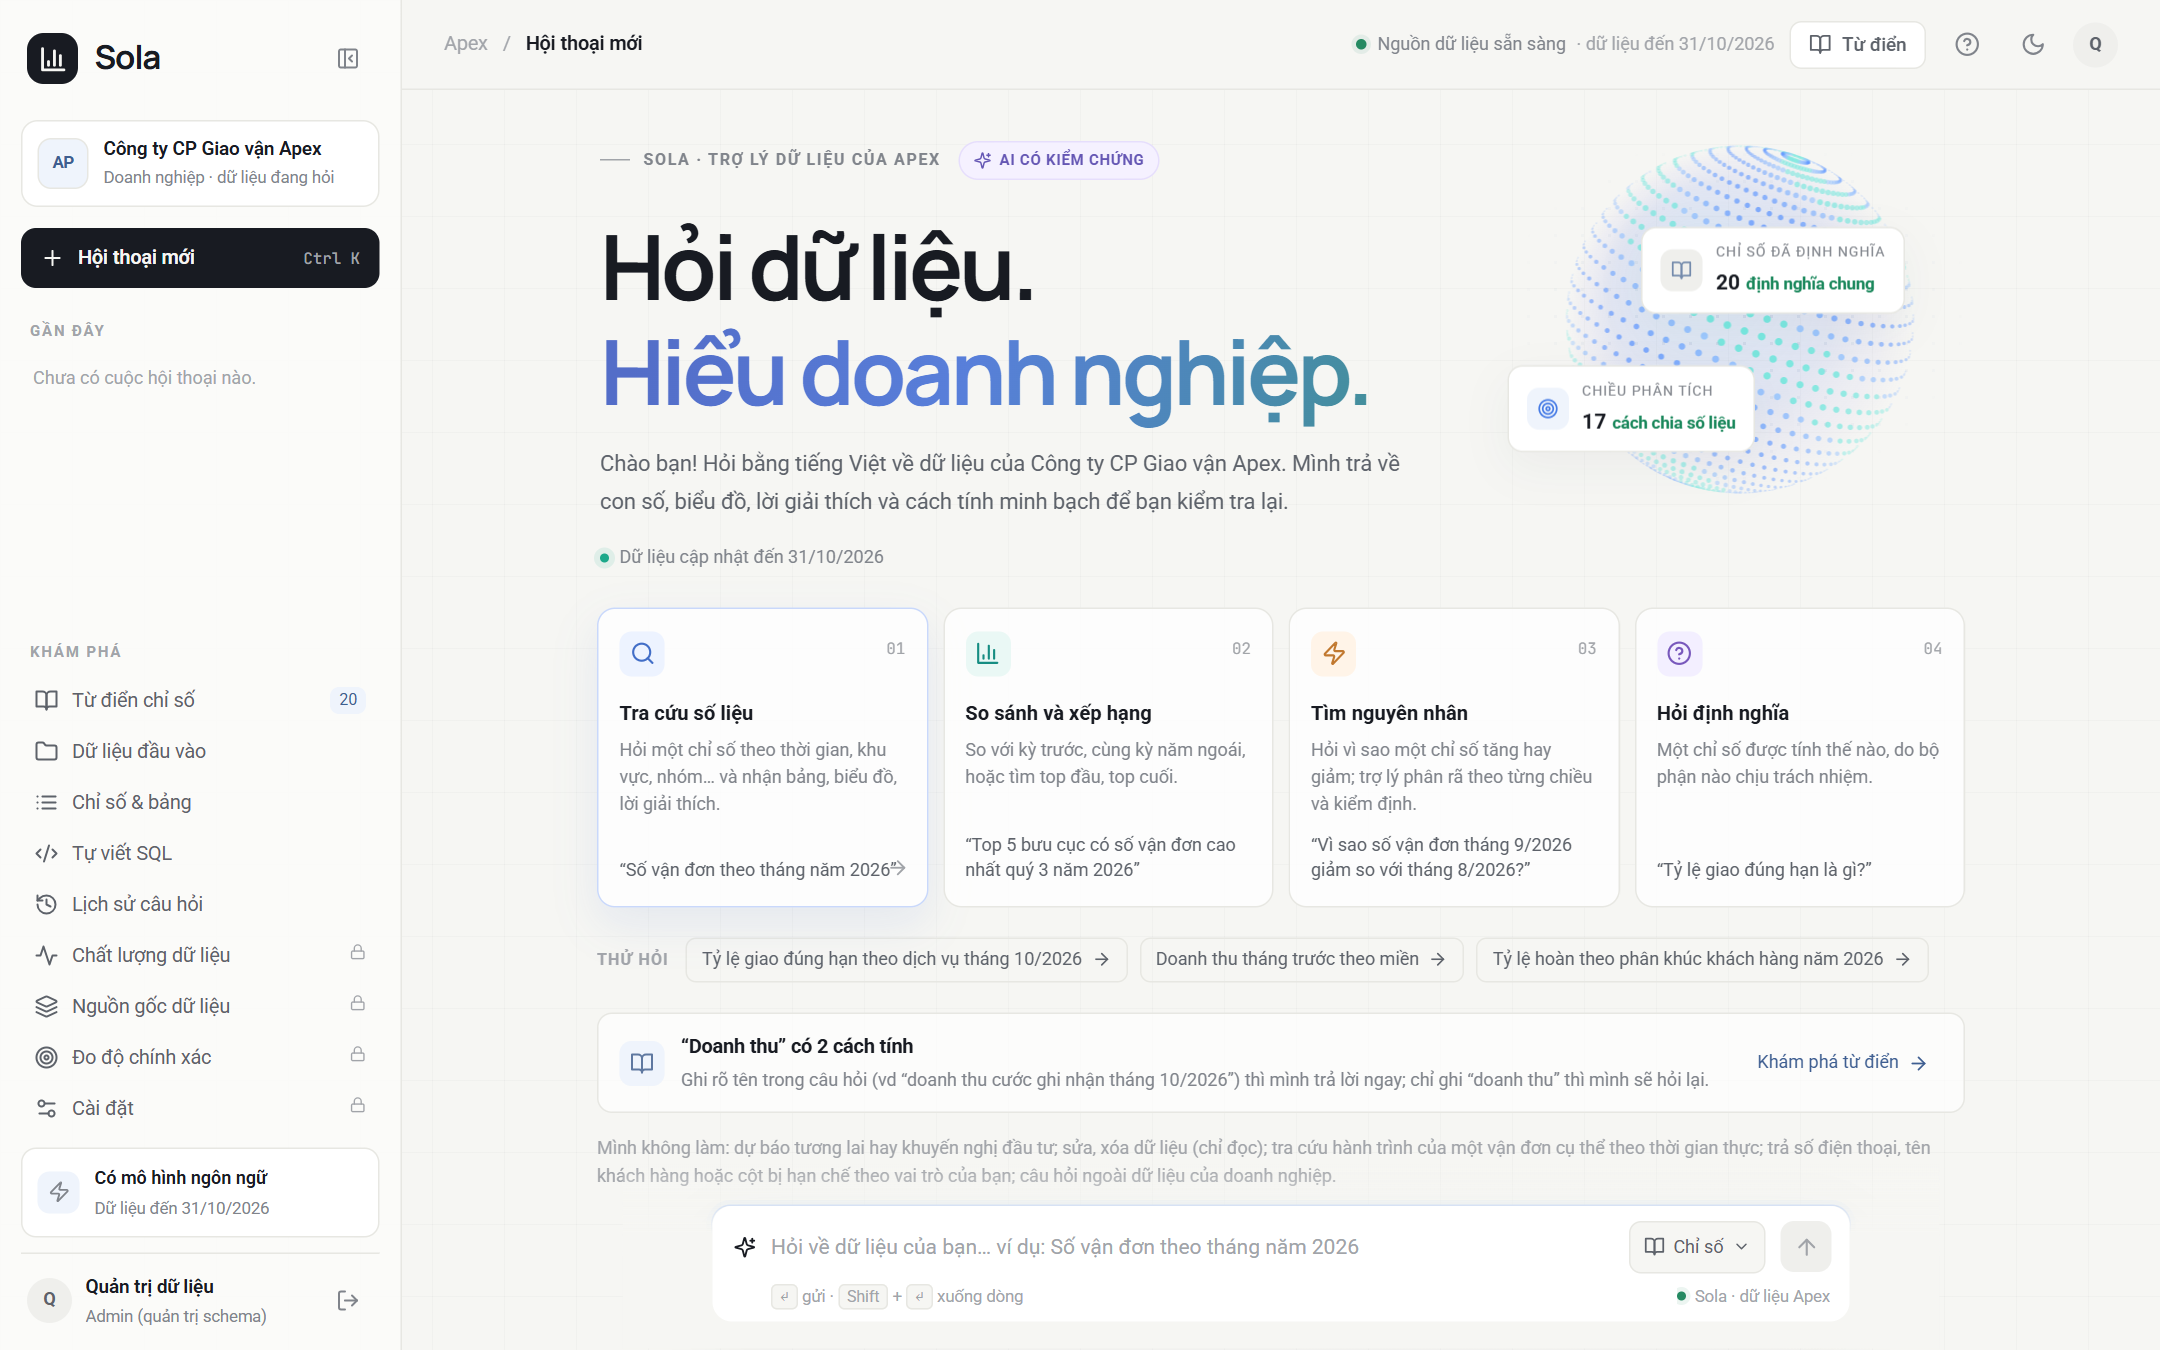 Sola
AP
Công ty CP Giao vận Apex
Doanh nghiệp · dữ liệu đang hỏi
Hội thoại mới
Ctrl K
GẦN ĐÂY
Chưa có cuộc hội thoại nào.
KHÁM PHÁ
Từ điển chỉ số
20
Dữ liệu đầu vào
Chỉ số & bảng
Tự viết SQL
Lịch sử câu hỏi
Chất lượng dữ liệu
Nguồn gốc dữ liệu
Đo độ chính xác
Cài đặt
Có mô hình ngôn ngữ
Dữ liệu đến 31/10/2026
Q
Quản trị dữ liệu
Admin (quản trị schema)
Apex / Hội thoại mới
Nguồn dữ liệu sẵn sàng · dữ liệu đến 31/10/2026
Từ điển
Q
SOLA · TRỢ LÝ DỮ LIỆU CỦA APEX
AI CÓ KIỂM CHỨNG
Hỏi dữ liệu.
Hiểu doanh nghiệp.
Chào bạn! Hỏi bằng tiếng Việt về dữ liệu của Công ty CP Giao vận Apex. Mình trả về
con số, biểu đồ, lời giải thích và cách tính minh bạch để bạn kiểm tra lại.
Dữ liệu cập nhật đến 31/10/2026
CHỈ SỐ ĐÃ ĐỊNH NGHĨA
20 định nghĩa chung
CHIỀU PHÂN TÍCH
17 cách chia số liệu
01
Tra cứu số liệu
Hỏi một chỉ số theo thời gian, khu
vực, nhóm… và nhận bảng, biểu đồ,
lời giải thích.
“Số vận đơn theo tháng năm 2026”
02
So sánh và xếp hạng
So với kỳ trước, cùng kỳ năm ngoái,
hoặc tìm top đầu, top cuối.
“Top 5 bưu cục có số vận đơn cao
nhất quý 3 năm 2026”
03
Tìm nguyên nhân
Hỏi vì sao một chỉ số tăng hay
giảm; trợ lý phân rã theo từng chiều
và kiểm định.
“Vì sao số vận đơn tháng 9/2026
giảm so với tháng 8/2026?”
04
Hỏi định nghĩa
Một chỉ số được tính thế nào, do bộ
phận nào chịu trách nhiệm.
“Tỷ lệ giao đúng hạn là gì?”
THỬ HỎI
Tỷ lệ giao đúng hạn theo dịch vụ tháng 10/2026
Doanh thu tháng trước theo miền
Tỷ lệ hoàn theo phân khúc khách hàng năm 2026
“Doanh thu” có 2 cách tính
Ghi rõ tên trong câu hỏi (vd “doanh thu cước ghi nhận tháng 10/2026”) thì mình trả lời ngay; chỉ ghi “doanh thu” thì mình sẽ hỏi lại.
Khám phá từ điển
Mình không làm: dự báo tương lai hay khuyến nghị đầu tư; sửa, xóa dữ liệu (chỉ đọc); tra cứu hành trình của một vận đơn cụ thể theo thời gian thực; trả số điện thoại, tên
khách hàng hoặc cột bị hạn chế theo vai trò của bạn; câu hỏi ngoài dữ liệu của doanh nghiệp.
Hỏi về dữ liệu của bạn… ví dụ: Số vận đơn theo tháng năm 2026
Chỉ số
↵ gửi · Shift + ↵ xuống dòng
Sola · dữ liệu Apex